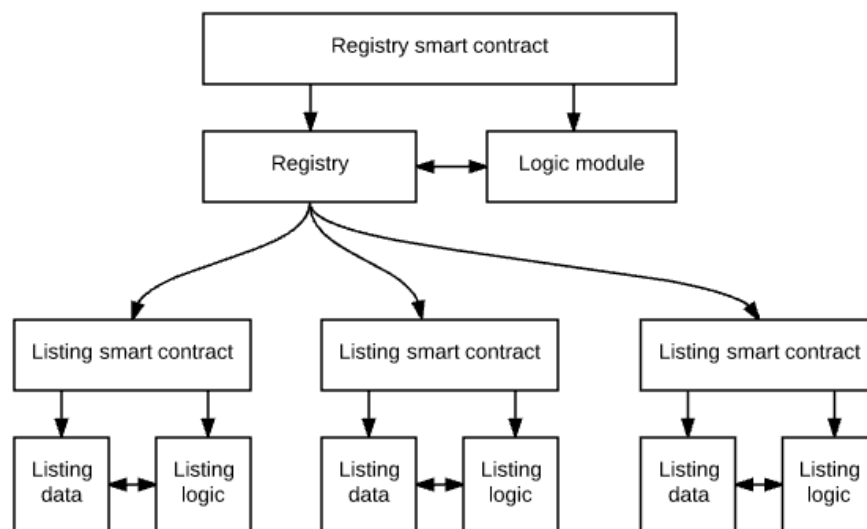 Registry smart contract
Registry
Logic module
Listing smart contract
Listing smart contract
Listing smart contract
Listing
data
Listing
logic
Listing
data
Listing
logic
Listing
data
Listing
logic